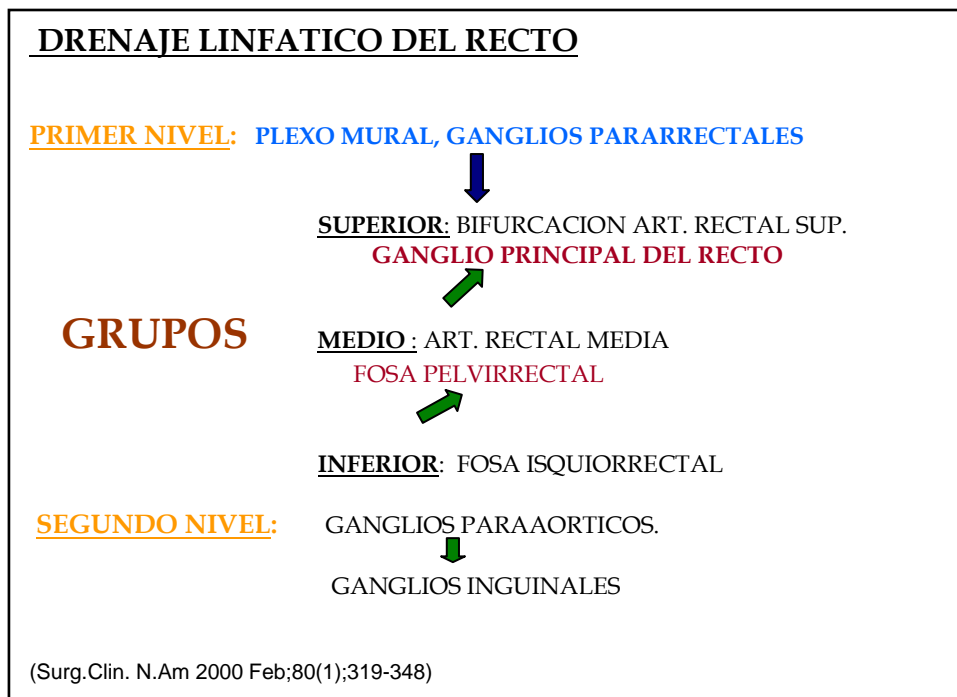 DRENAJE LINFATICO DEL RECTO
PRIMER NIVEL: PLEXO MURAL, GANGLIOS PARARRECTALES
SUPERIOR: BIFURCACION ART. RECTAL SUP.
GANGLIO PRINCIPAL DEL RECTO
GRUPOS MEDIO : ART. RECTAL MEDIA
FOSA PELVIRRECTAL
INFERIOR: FOSA ISQUIORRECTAL
SEGUNDO NIVEL: GANGLIOS PARAAORTICOS.
GANGLIOS INGUINALES
(Surg.Clin. N.Am 2000 Feb;80(1);319-348)